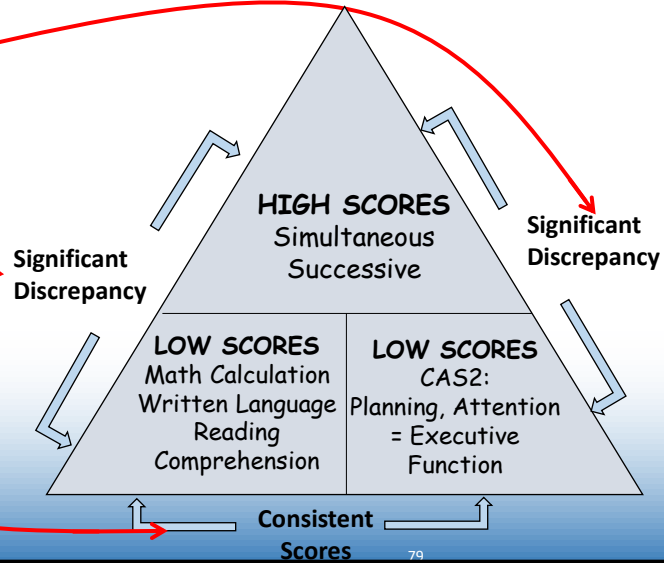 HIGH SCORES
Simultaneous
Successive
Significant
Discrepancy
Significant
Discrepancy
LOW SCORES
Math Calculation
Written Language
Reading
Comprehension
LOW SCORES
CAS2:
Planning, Attention
= Executive
Function
Consistent
Scores
79